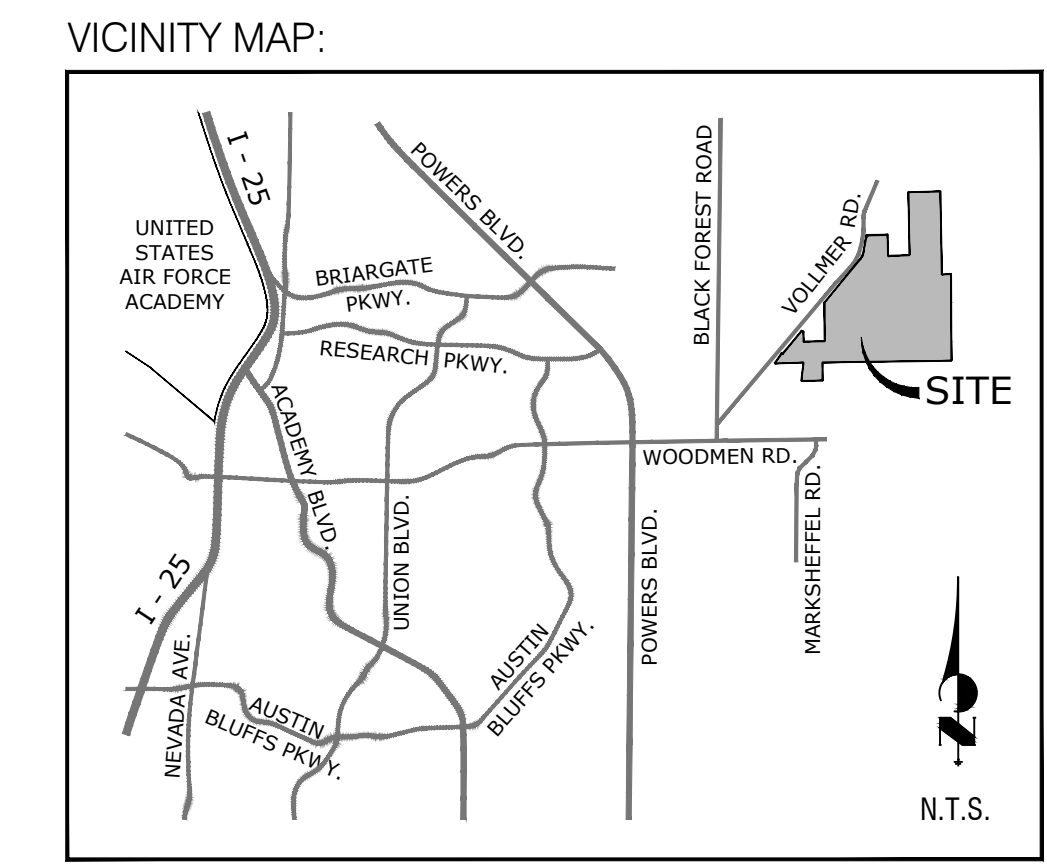 VICINITY MAP:
I - 25
POWERS BLVD.
BLACK FOREST ROAD
VOLLMER RD.
UNITED
STATES
AIR FORCE
ACADEMY
BRIARGATE
PKWY.
RESEARCH PKWY.
SITE
ACADEMY BLVD.
WOODMEN RD.
UNION BLVD.
POWERS BLVD.
MARKSHEFFEL RD.
I - 25
NEVADA AVE.
AUSTIN
BLUFFS PKWY.
AUSTIN
BLUFFS PKWY.
N
N.T.S.